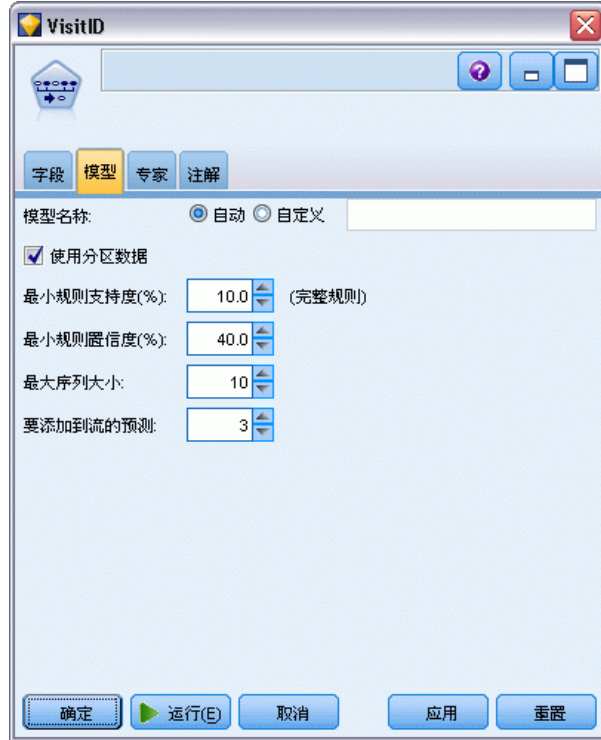 VisitID
字段 模型 专家 注解
模型名称: 自动 自定义
使用分区数据
最小规则支持度(%): 10.0 (完整规则)
最小规则置信度(%): 40.0
最大序列大小: 10
要添加到流的预测: 3
确定 运行(E) 取消 应用 重置